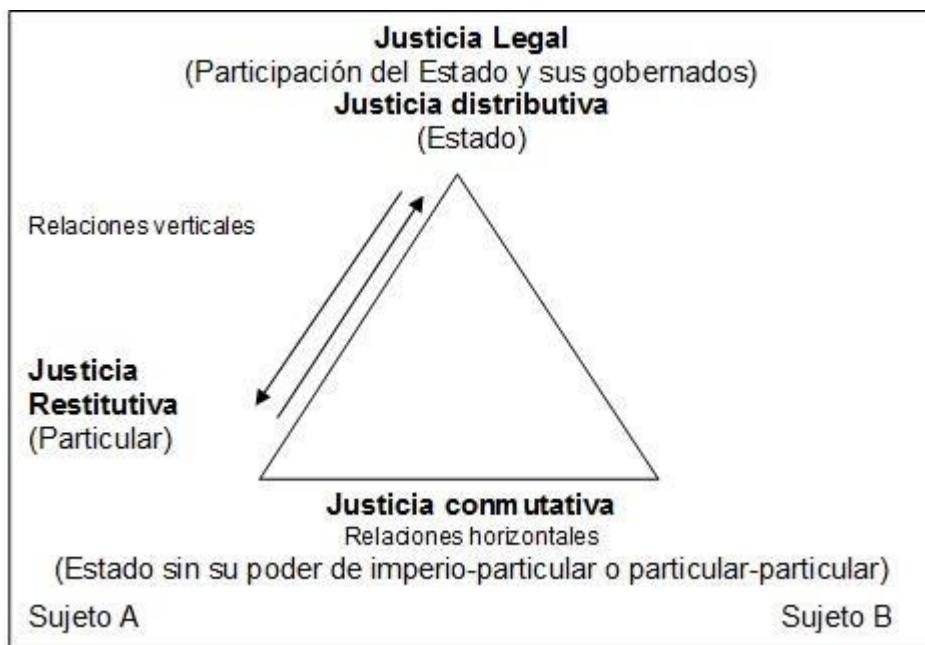 Justicia Legal
(Participación del Estado y sus gobernados)
Justicia distributiva
(Estado)
Relaciones verticales
Justicia
Restitutiva
(Particular)
Justicia conmutativa
Relaciones horizontales
(Estado sin su poder de imperio-particular o particular-particular)
Sujeto A
Sujeto B